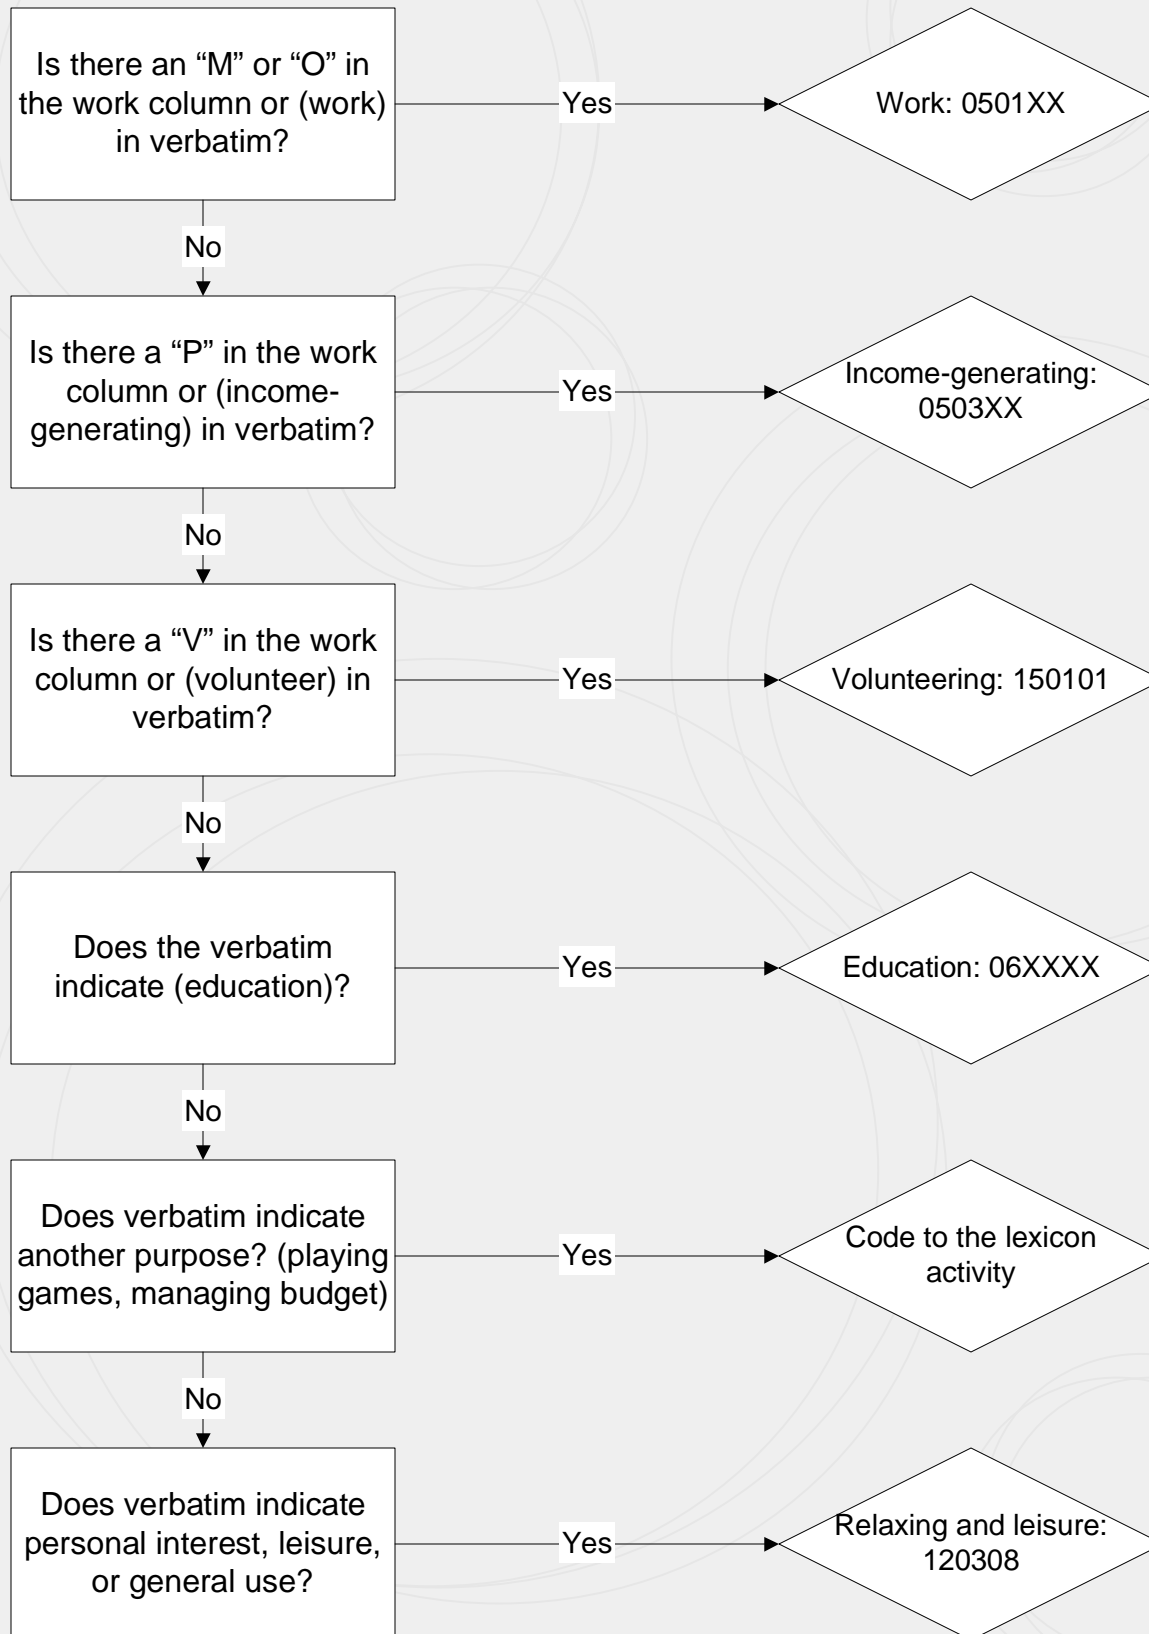 Is there an “M” or “O” in
the work column or (work)
in verbatim?
Yes
Work: 0501XX
No
Is there a “P” in the work
column or (income-
generating) in verbatim?
Yes
Income-generating:
0503XX
No
Is there a “V” in the work
column or (volunteer) in
verbatim?
Yes
Volunteering: 150101
No
Does the verbatim
indicate (education)?
Yes
Education: 06XXXX
No
Does verbatim indicate
another purpose? (playing
games, managing budget)
Yes
Code to the lexicon
activity
No
Does verbatim indicate
personal interest, leisure,
or general use?
Yes
Relaxing and leisure:
120308